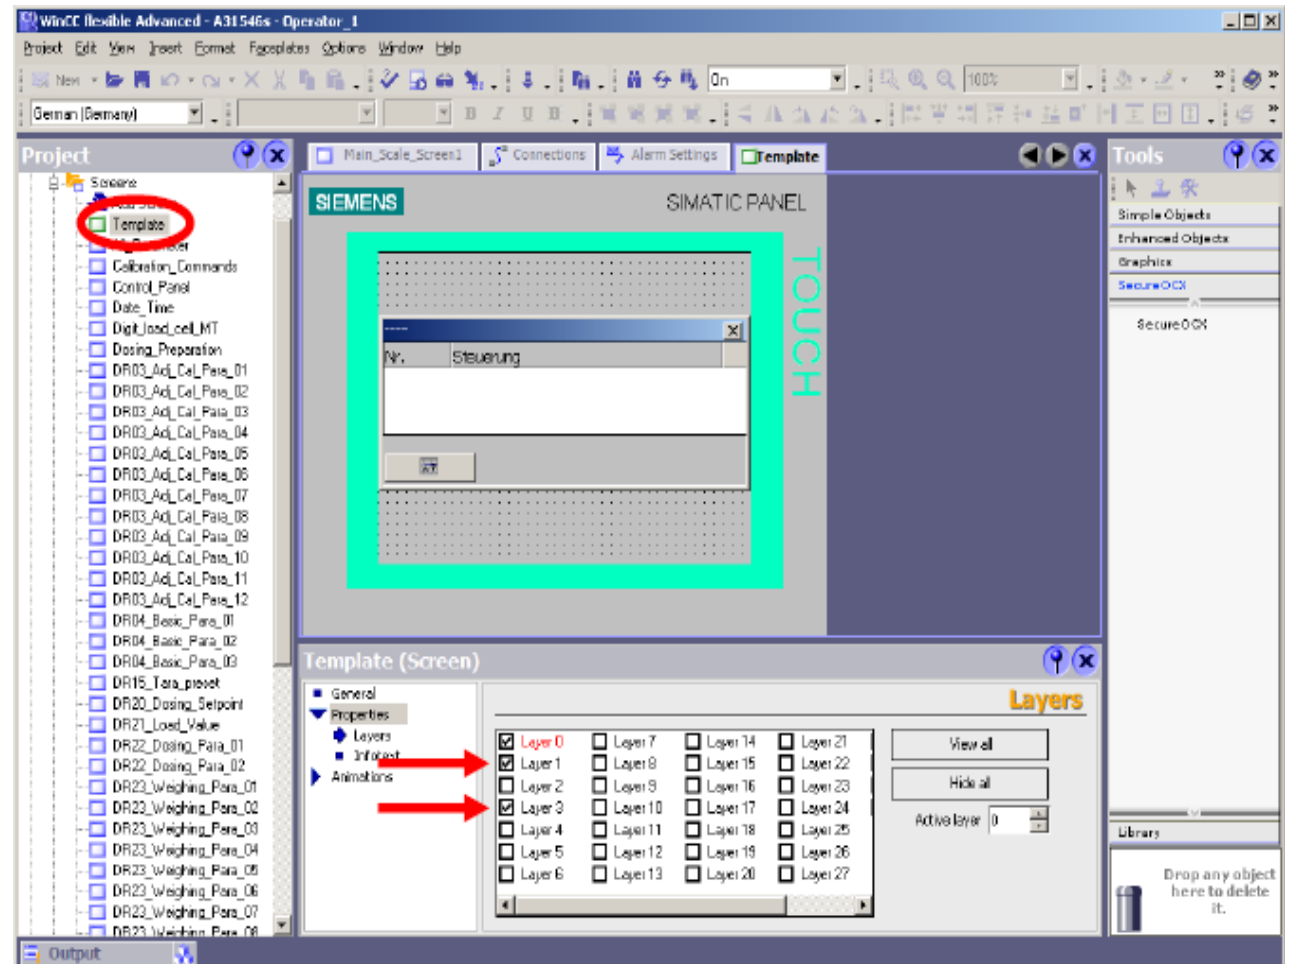 WinCC flexible Advanced - A31546s - Operator_1
Project Edit View Insert Format Faceplates Options Window Help
New On 100%
German (Germany) B I U
Project
Main_Scale_Screen1 Connections Alarm Settings Template
Tools
Screens
Template
Calibration_Commands
Control_Panel
Date_Time
Digit_load_cell_MT
Dosing_Preparation
DR03_Adj_Cal_Para_01
DR03_Adj_Cal_Para_02
DR03_Adj_Cal_Para_03
DR03_Adj_Cal_Para_04
DR03_Adj_Cal_Para_05
DR03_Adj_Cal_Para_06
DR03_Adj_Cal_Para_07
DR03_Adj_Cal_Para_08
DR03_Adj_Cal_Para_09
DR03_Adj_Cal_Para_10
DR03_Adj_Cal_Para_11
DR03_Adj_Cal_Para_12
DR04_Basic_Para_01
DR04_Basic_Para_02
DR04_Basic_Para_03
DR15_Tara_preset
DR20_Dosing_Setpoint
DR21_Load_Value
DR22_Dosing_Para_01
DR22_Dosing_Para_02
DR23_Weighing_Para_01
DR23_Weighing_Para_02
DR23_Weighing_Para_03
DR23_Weighing_Para_04
DR23_Weighing_Para_05
DR23_Weighing_Para_06
DR23_Weighing_Para_07
DR23_Weighing_Para_08
SIEMENS
SIMATIC PANEL
TOUCH
----
Nr. Steuerung
Simple Objects
Enhanced Objects
Graphics
SecureOCX
SecureOCX
Library
Drop any object
here to delete
it.
Template (Screen)
General
Properties
Layers
Infotext
Animations
Layers
Layer 0 Layer 7 Layer 14 Layer 21
Layer 1 Layer 8 Layer 15 Layer 22
Layer 2 Layer 9 Layer 16 Layer 23
Layer 3 Layer 10 Layer 17 Layer 24
Layer 4 Layer 11 Layer 18 Layer 25
Layer 5 Layer 12 Layer 19 Layer 26
Layer 6 Layer 13 Layer 20 Layer 27
View all
Hide all
Active layer 0
Output